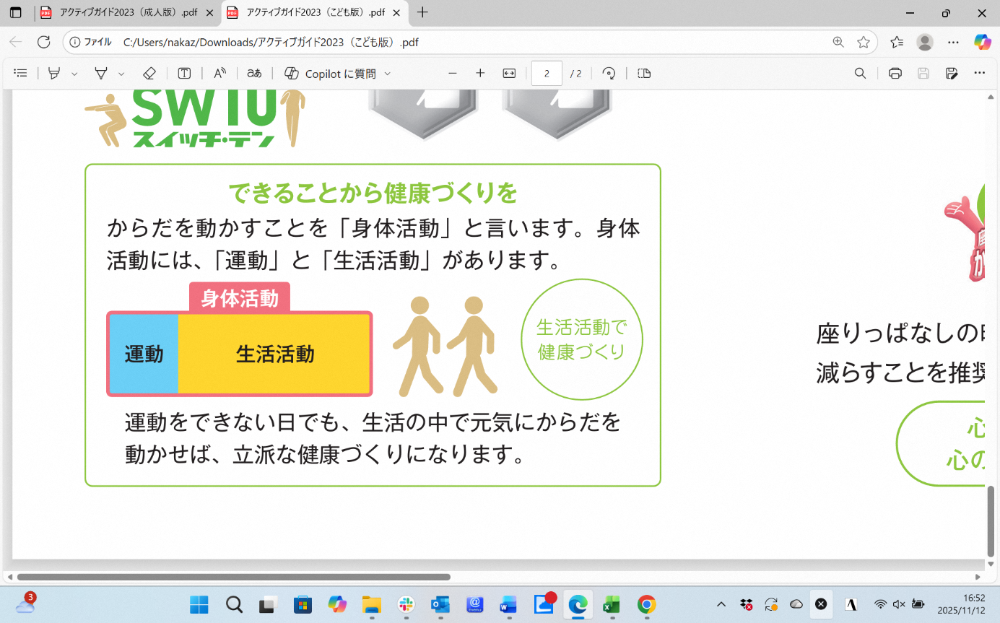 アクティブガイド2023（成人版）.pdf
アクティブガイド2023（こども版）.pdf
ファイル C:/Users/nakaz/Downloads/アクティブガイド2023（こども版）.pdf
Copilot に質問
2 / 2
スイッチ・テン
できることから健康づくりを
からだを動かすことを「身体活動」と言います。身体
活動には、「運動」と「生活活動」があります。
身体活動
運動 生活活動
生活活動で
健康づくり
運動をできない日でも、生活の中で元気にからだを
動かせば、立派な健康づくりになります。
座りっぱなしの
減らすことを推奨
心
心の
3
16:52
2025/11/12